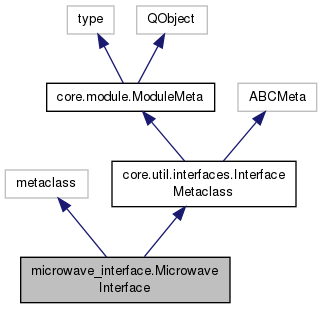 type
QObject
core.module.ModuleMeta
ABCMeta
core.util.interfaces.Interface
Metaclass
metaclass
microwave_interface.Microwave
Interface